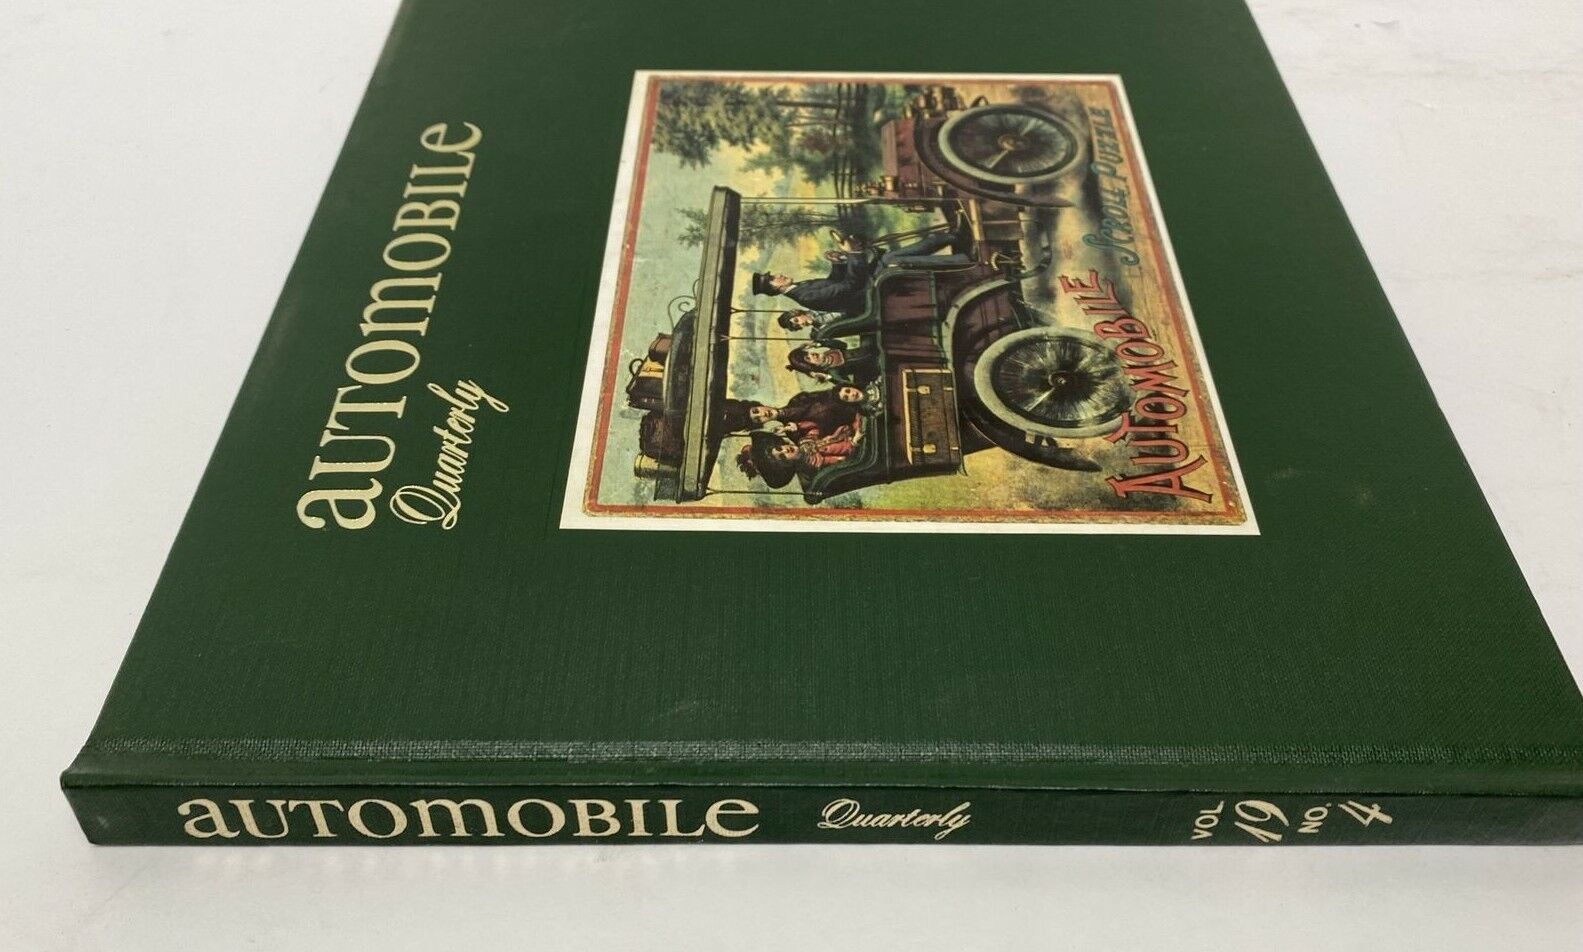 aUTOmOBILe
Quarterly
AUTOMOBILE
SCROLL PUZZLE
aUTOmOBILe Quarterly VOL 19 NO. 4